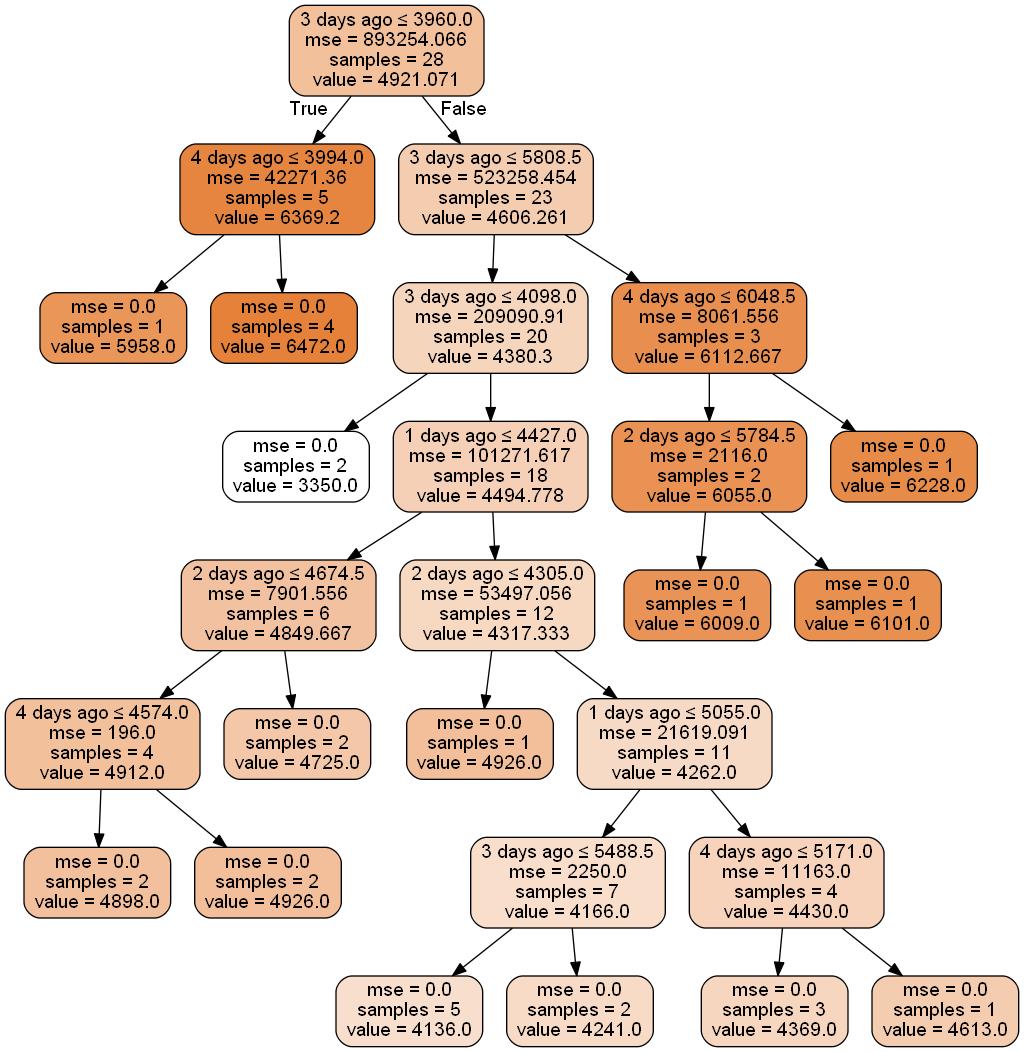 3 days ago ≤ 3960.0
mse = 893254.066
samples = 28
value = 4921.071
True
False
4 days ago ≤ 3994.0
mse = 42271.36
samples = 5
value = 6369.2
3 days ago ≤ 5808.5
mse = 523258.454
samples = 23
value = 4606.261
mse = 0.0
samples = 1
value = 5958.0
mse = 0.0
samples = 4
value = 6472.0
3 days ago ≤ 4098.0
mse = 209090.91
samples = 20
value = 4380.3
4 days ago ≤ 6048.5
mse = 8061.556
samples = 3
value = 6112.667
mse = 0.0
samples = 2
value = 3350.0
1 days ago ≤ 4427.0
mse = 101271.617
samples = 18
value = 4494.778
2 days ago ≤ 5784.5
mse = 2116.0
samples = 2
value = 6055.0
mse = 0.0
samples = 1
value = 6228.0
2 days ago ≤ 4674.5
mse = 7901.556
samples = 6
value = 4849.667
2 days ago ≤ 4305.0
mse = 53497.056
samples = 12
value = 4317.333
mse = 0.0
samples = 1
value = 6009.0
mse = 0.0
samples = 1
value = 6101.0
4 days ago ≤ 4574.0
mse = 196.0
samples = 4
value = 4912.0
mse = 0.0
samples = 2
value = 4725.0
mse = 0.0
samples = 1
value = 4926.0
1 days ago ≤ 5055.0
mse = 21619.091
samples = 11
value = 4262.0
mse = 0.0
samples = 2
value = 4898.0
mse = 0.0
samples = 2
value = 4926.0
3 days ago ≤ 5488.5
mse = 2250.0
samples = 7
value = 4166.0
4 days ago ≤ 5171.0
mse = 11163.0
samples = 4
value = 4430.0
mse = 0.0
samples = 5
value = 4136.0
mse = 0.0
samples = 2
value = 4241.0
mse = 0.0
samples = 3
value = 4369.0
mse = 0.0
samples = 1
value = 4613.0